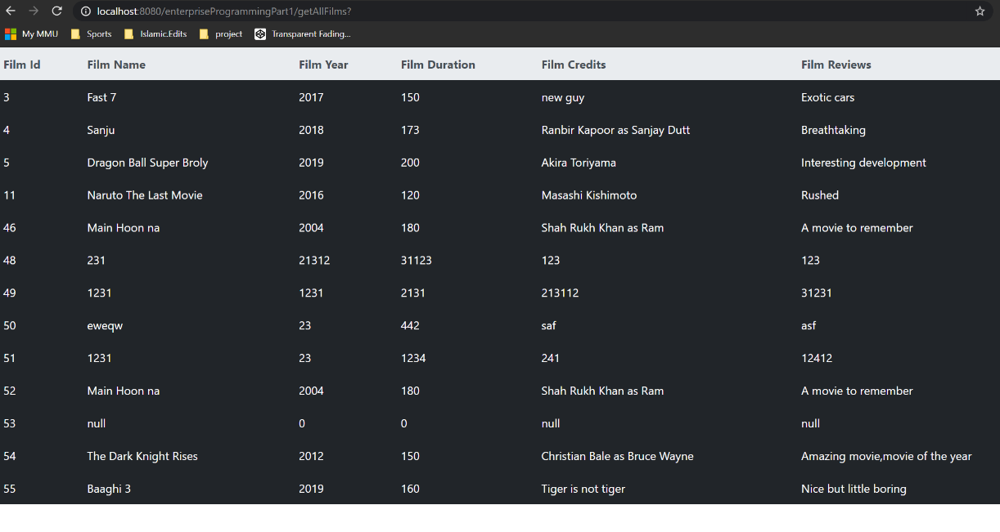 localhost:8080/enterpriseProgrammingPart1/getAllFilms?
My MMU Sports Islamic.Edits project Transparent Fading...
Film Id Film Name Film Year Film Duration Film Credits Film Reviews
3 Fast 7 2017 150 new guy Exotic cars
4 Sanju 2018 173 Ranbir Kapoor as Sanjay Dutt Breathtaking
5 Dragon Ball Super Broly 2019 200 Akira Toriyama Interesting development
11 Naruto The Last Movie 2016 120 Masashi Kishimoto Rushed
46 Main Hoon na 2004 180 Shah Rukh Khan as Ram A movie to remember
48 231 21312 31123 123 123
49 1231 1231 2131 213112 31231
50 eweqw 23 442 saf asf
51 1231 23 1234 241 12412
52 Main Hoon na 2004 180 Shah Rukh Khan as Ram A movie to remember
53 null 0 0 null null
54 The Dark Knight Rises 2012 150 Christian Bale as Bruce Wayne Amazing movie,movie of the year
55 Baaghi 3 2019 160 Tiger is not tiger Nice but little boring